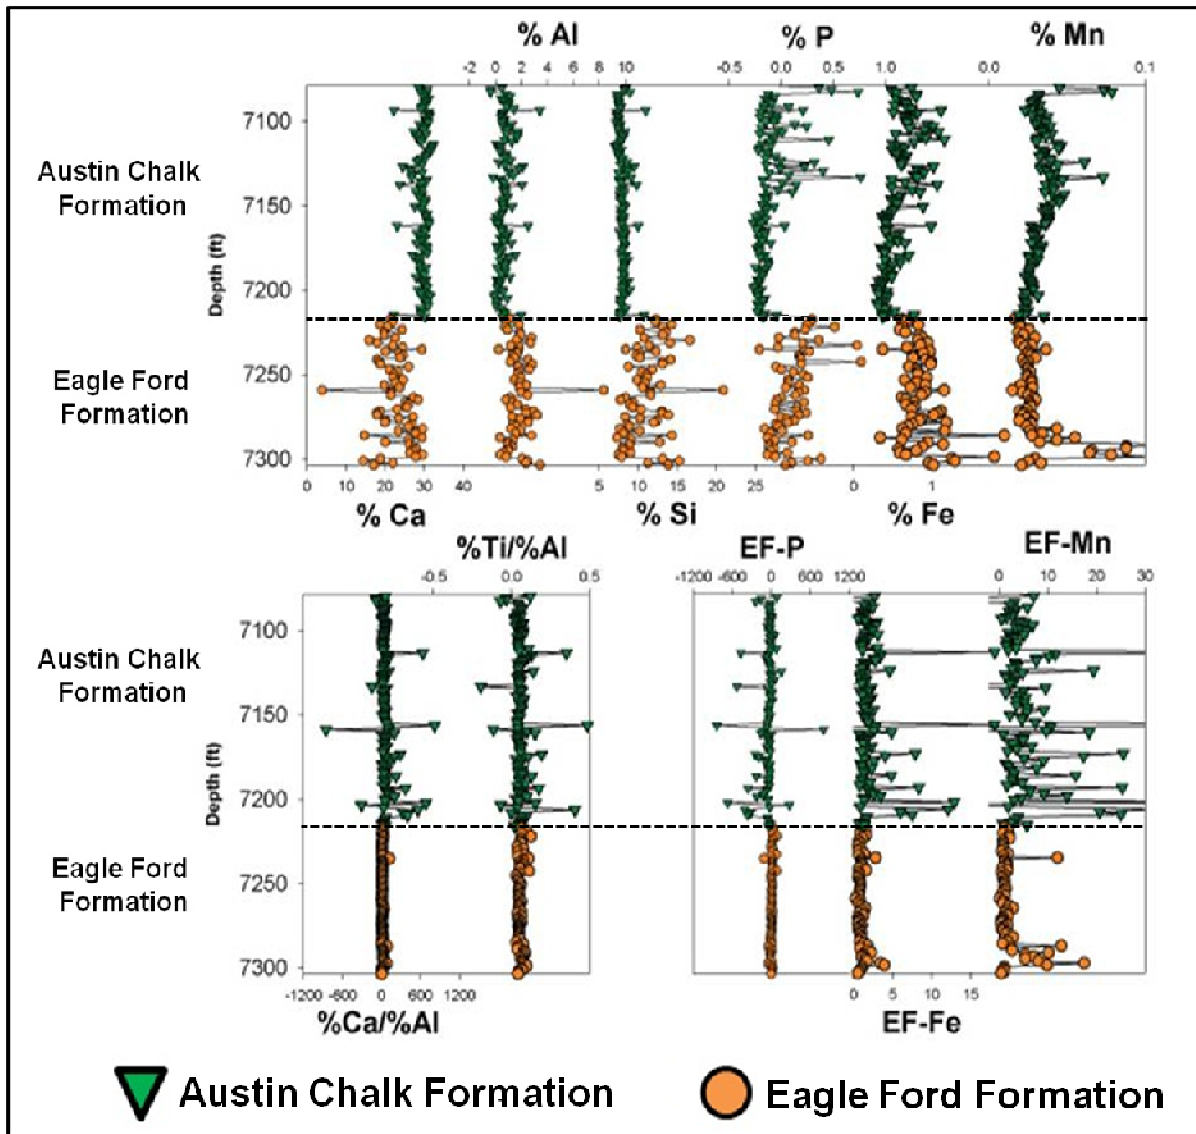 % Al % P % Mn
-2 0 2 4 6 8 10 -0.5 0.0 0.5 1.0 0.0 0.1
7100
Austin Chalk
Formation
7150
Depth (ft)
7200
Eagle Ford
Formation
7250
7300
0 10 20 30 40 5 10 15 20 25 0 1
% Ca % Si % Fe
%Ti/%Al EF-P EF-Mn
-0.5 0.0 0.5 -1200 -600 0 600 1200 0 10 20 30
7100
Austin Chalk
Formation
7150
Depth (ft)
7200
Eagle Ford
Formation
7250
7300
-1200 -600 0 600 1200 0 5 10 15
%Ca/%Al EF-Fe
Austin Chalk Formation Eagle Ford Formation